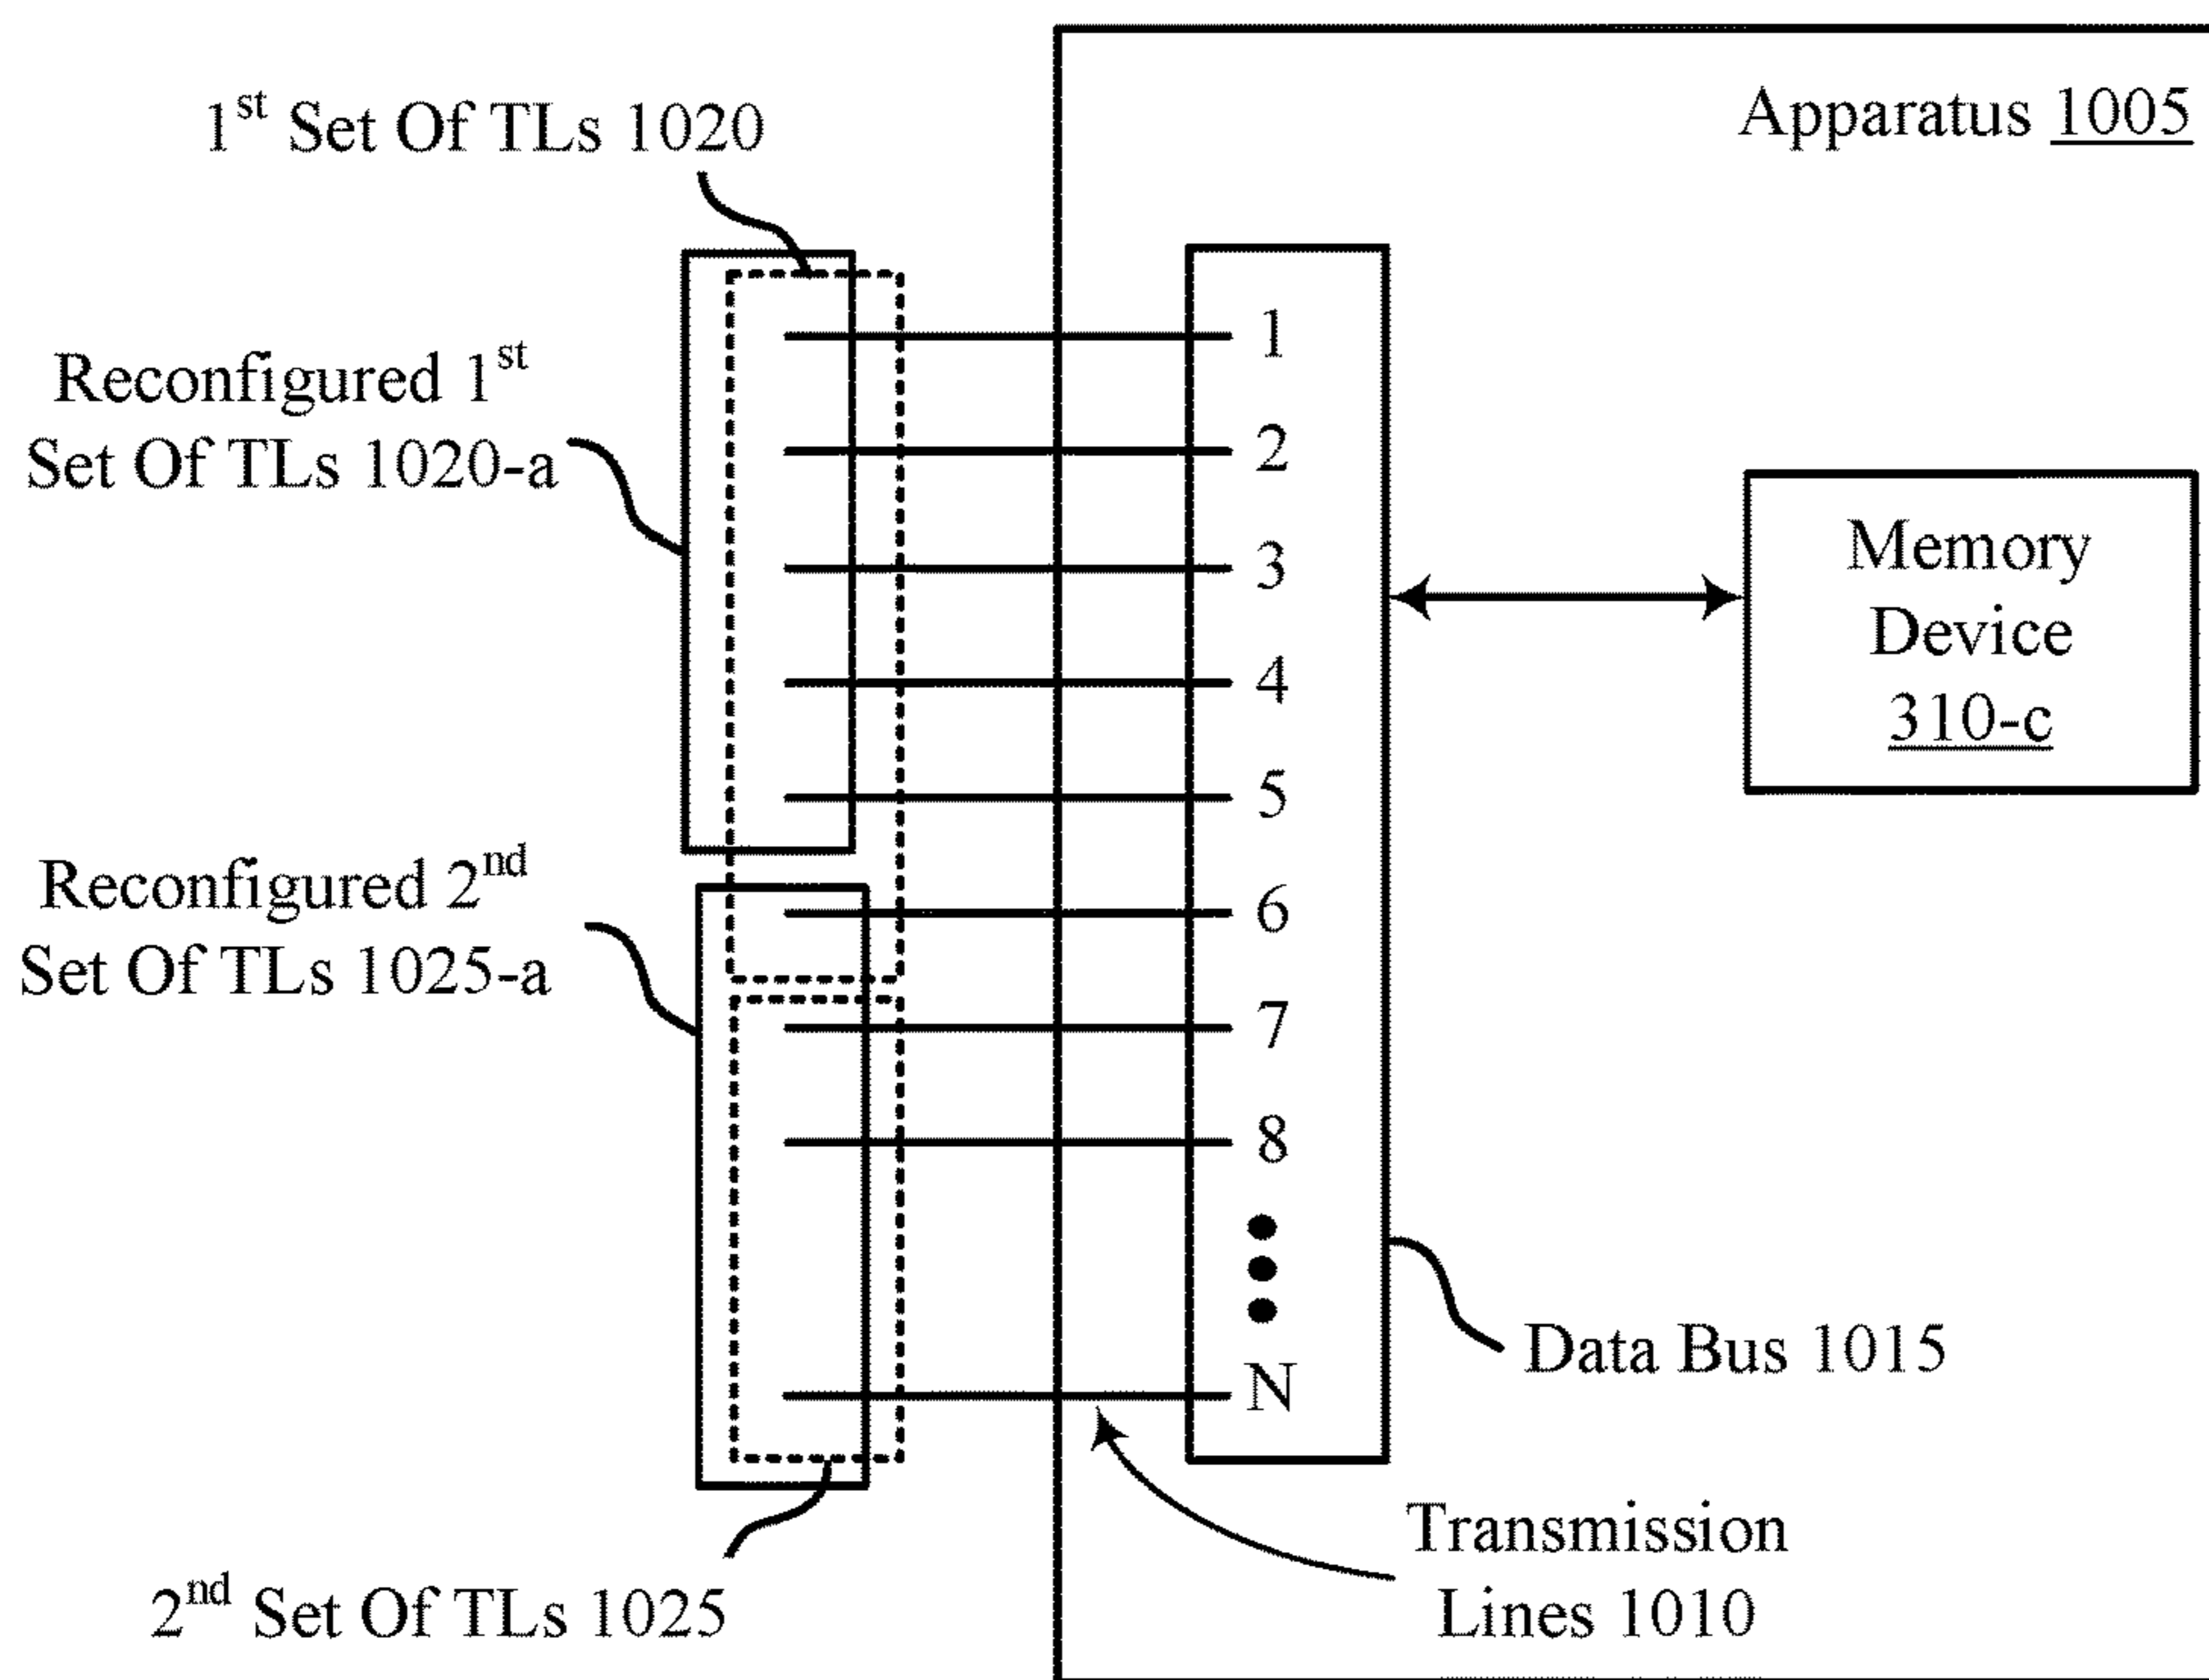 Apparatus 1005
1st Set Of TLs 1020
Reconfigured 1st
Set Of TLs 1020-a
Reconfigured 2nd
Set Of TLs 1025-a
2nd Set Of TLs 1025
1
2
3
4
5
6
7
8
N
Memory
Device
310-c
Data Bus 1015
Transmission
Lines 1010